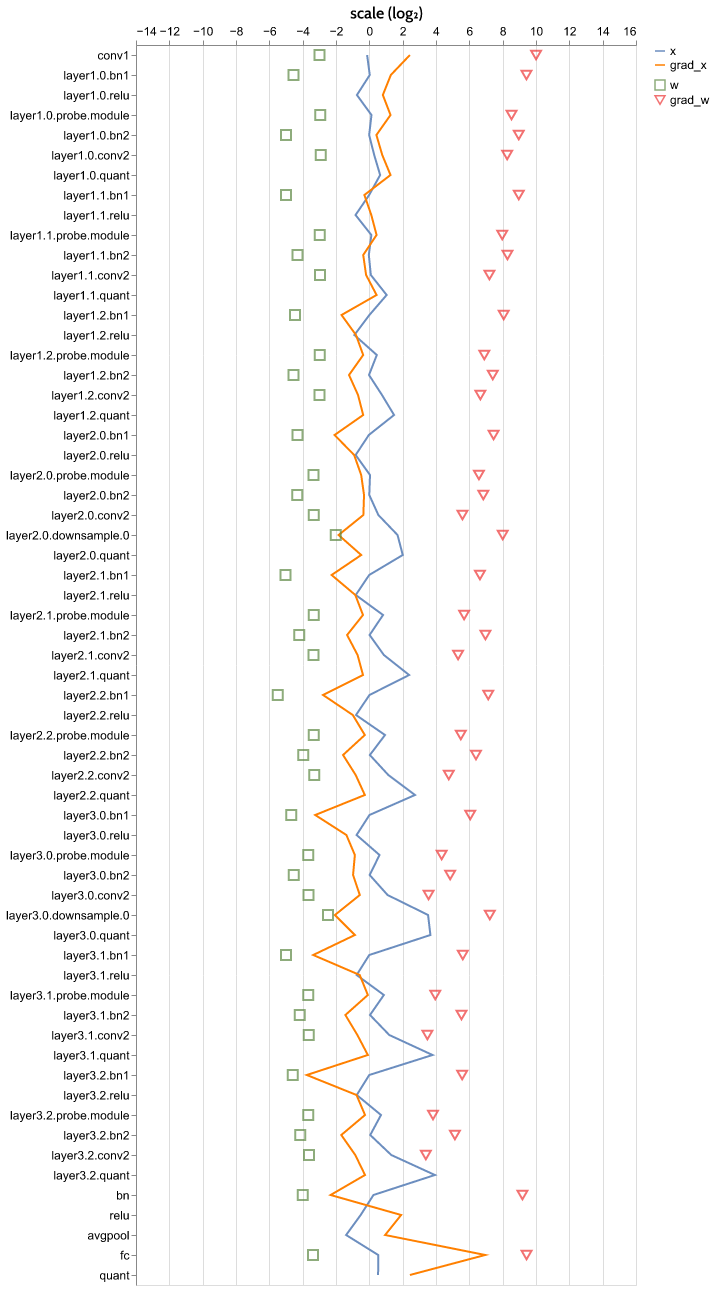 scale (log₂)
−14 −12 −10 −8 −6 −4 −2 0 2 4 6 8 10 12 14 16
x
grad_x
w
grad_w
conv1
layer1.0.bn1
layer1.0.relu
layer1.0.probe.module
layer1.0.bn2
layer1.0.conv2
layer1.0.quant
layer1.1.bn1
layer1.1.relu
layer1.1.probe.module
layer1.1.bn2
layer1.1.conv2
layer1.1.quant
layer1.2.bn1
layer1.2.relu
layer1.2.probe.module
layer1.2.bn2
layer1.2.conv2
layer1.2.quant
layer2.0.bn1
layer2.0.relu
layer2.0.probe.module
layer2.0.bn2
layer2.0.conv2
layer2.0.downsample.0
layer2.0.quant
layer2.1.bn1
layer2.1.relu
layer2.1.probe.module
layer2.1.bn2
layer2.1.conv2
layer2.1.quant
layer2.2.bn1
layer2.2.relu
layer2.2.probe.module
layer2.2.bn2
layer2.2.conv2
layer2.2.quant
layer3.0.bn1
layer3.0.relu
layer3.0.probe.module
layer3.0.bn2
layer3.0.conv2
layer3.0.downsample.0
layer3.0.quant
layer3.1.bn1
layer3.1.relu
layer3.1.probe.module
layer3.1.bn2
layer3.1.conv2
layer3.1.quant
layer3.2.bn1
layer3.2.relu
layer3.2.probe.module
layer3.2.bn2
layer3.2.conv2
layer3.2.quant
bn
relu
avgpool
fc
quant